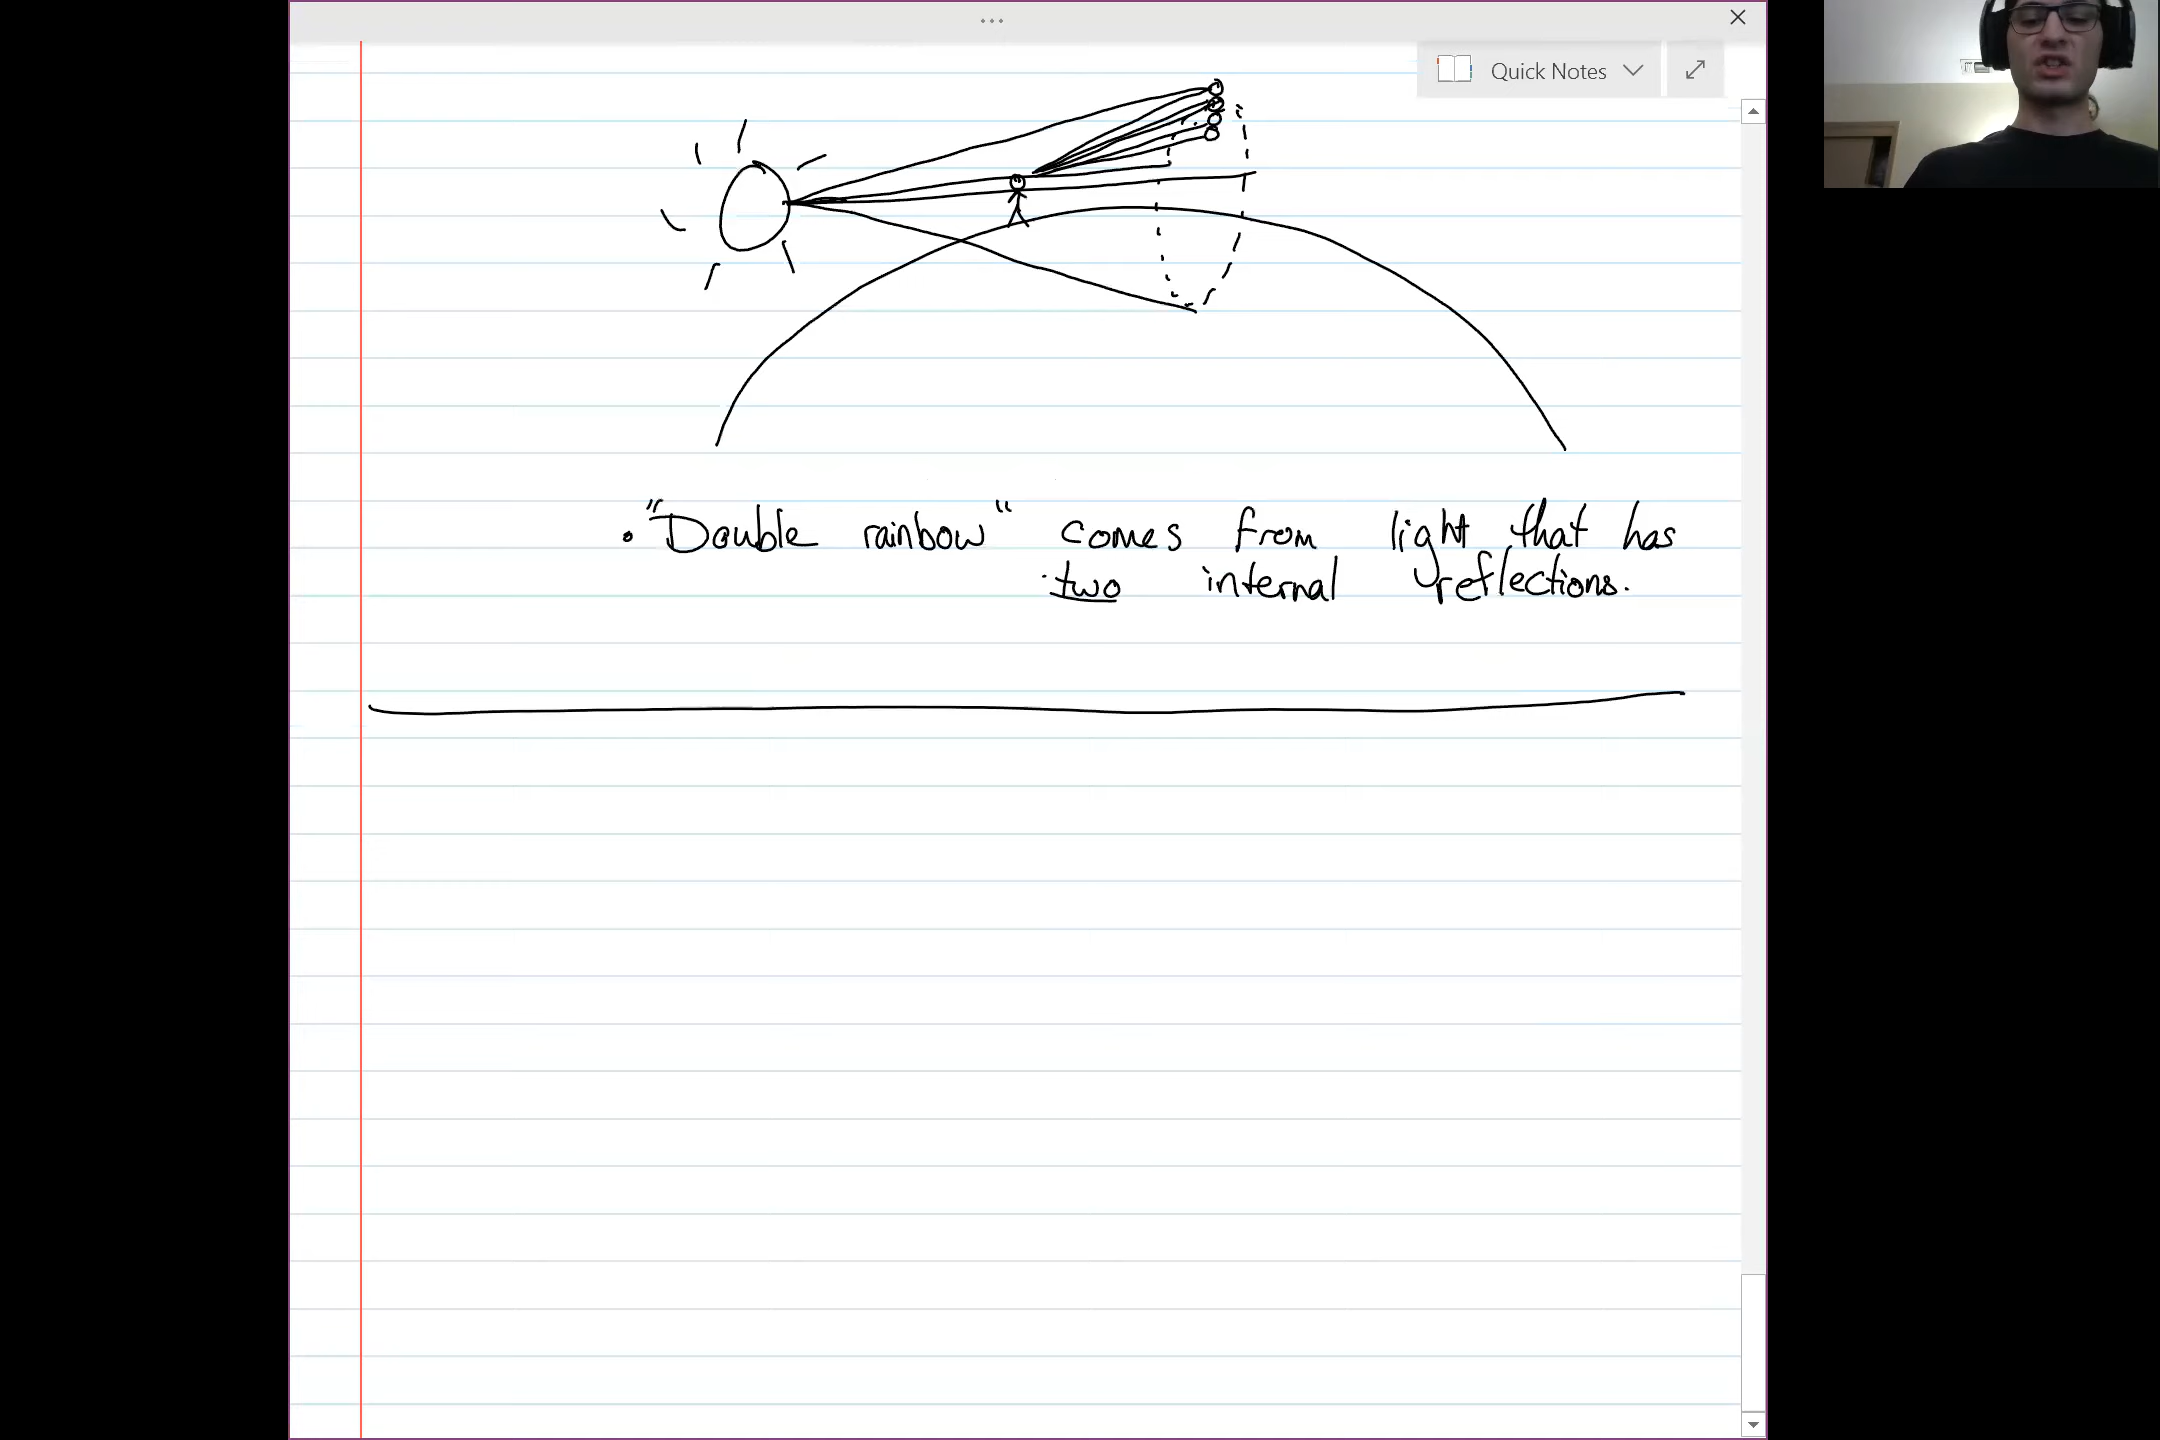 Quick Notes
• "Double rainbow" comes from light that has
two internal reflections.